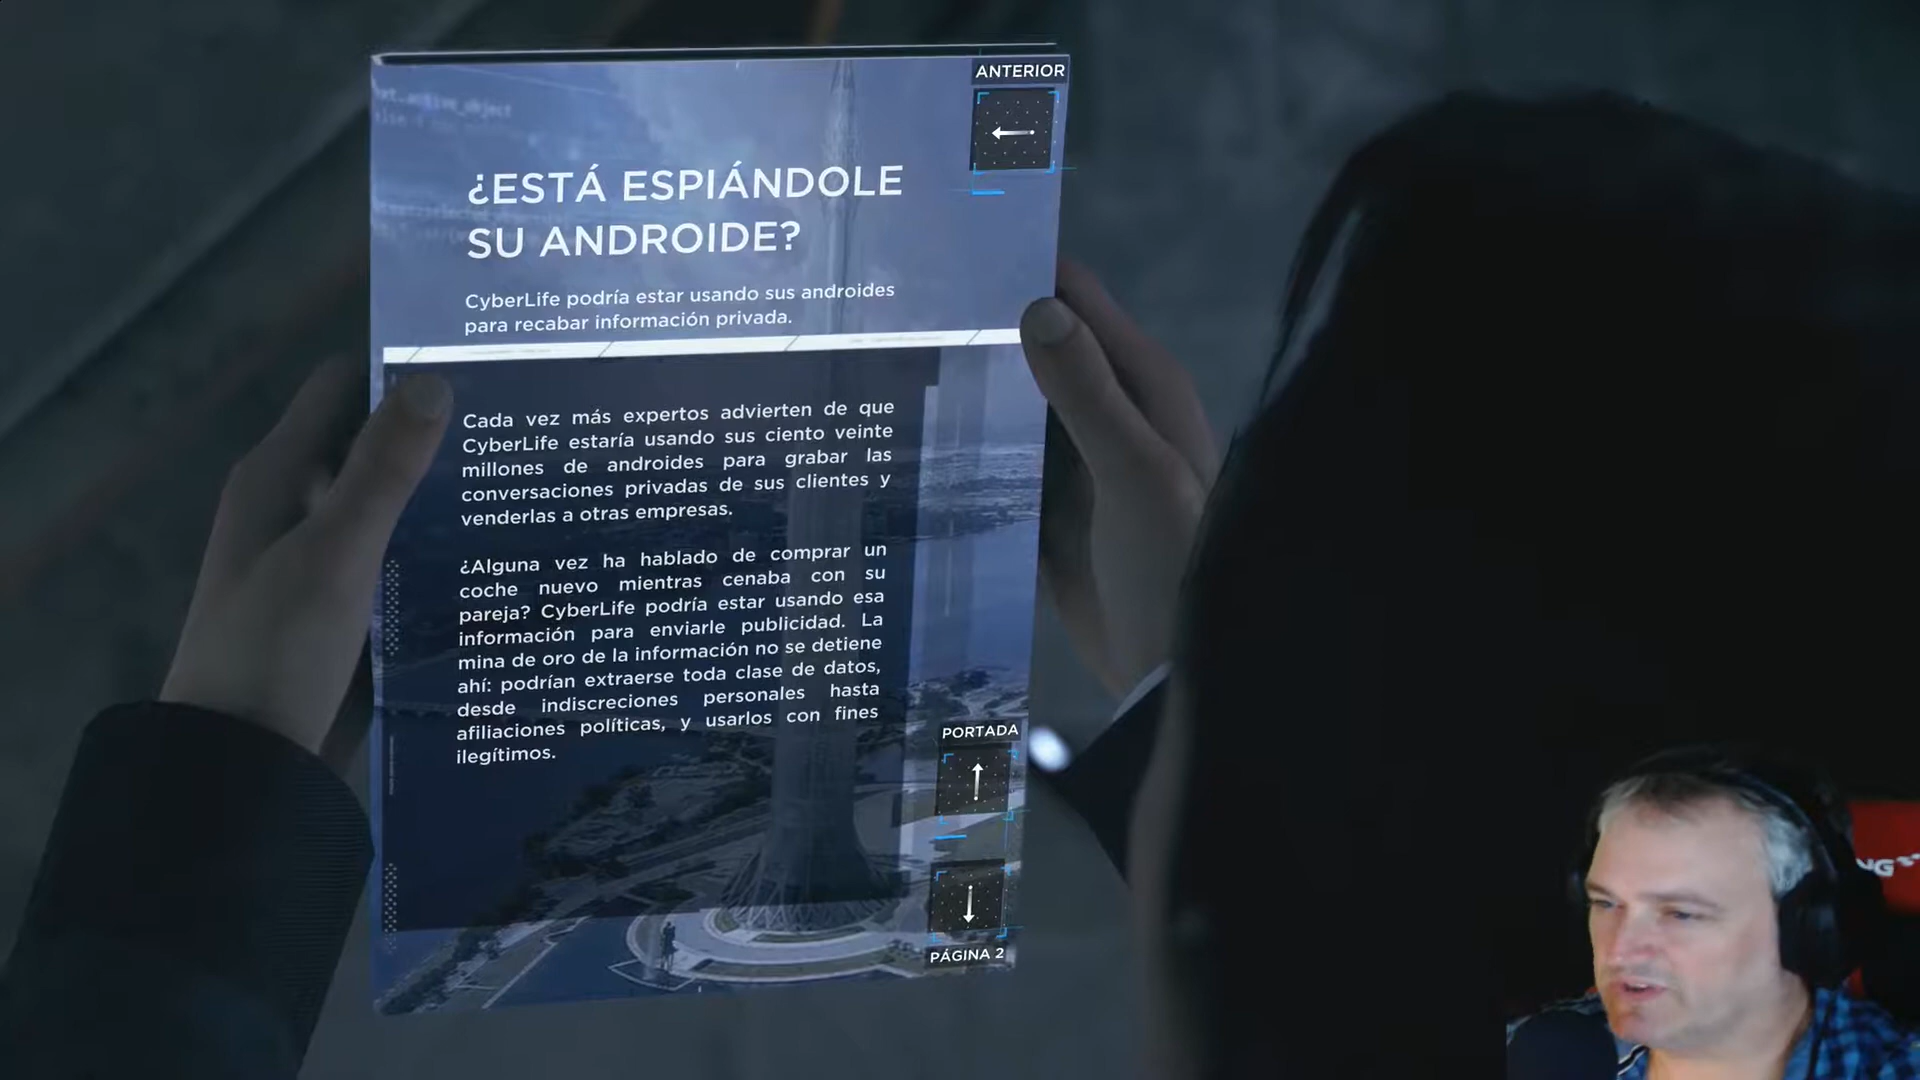 ANTERIOR
¿ESTÁ ESPIÁNDOLE
SU ANDROIDE?
CyberLife podría estar usando sus androides
para recabar información privada.
Cada vez más expertos advierten de que
CyberLife estaría usando sus ciento veinte
millones de androides para grabar las
conversaciones privadas de sus clientes y
venderlas a otras empresas.
¿Alguna vez ha hablado de comprar un
coche nuevo mientras cenaba con su
pareja? CyberLife podría estar usando esa
información para enviarle publicidad. La
mina de oro de la información no se detiene
ahí: podrían extraerse toda clase de datos,
desde indiscreciones personales hasta
afiliaciones políticas, y usarlos con fines
ilegítimos.
PORTADA
PÁGINA 2